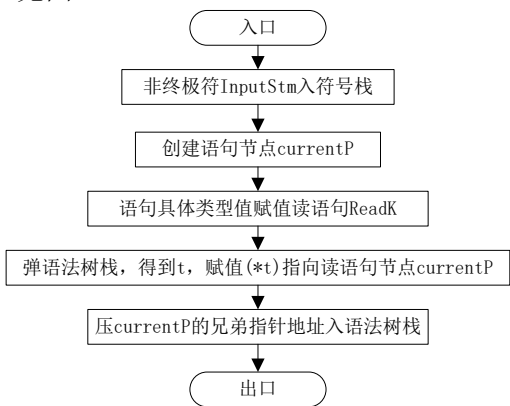 入口
非终极符InputStm入符号栈
创建语句节点currentP
语句具体类型值赋值读语句ReadK
弹语法树栈，得到t，赋值(*t)指向读语句节点currentP
压currentP的兄弟指针地址入语法树栈
出口